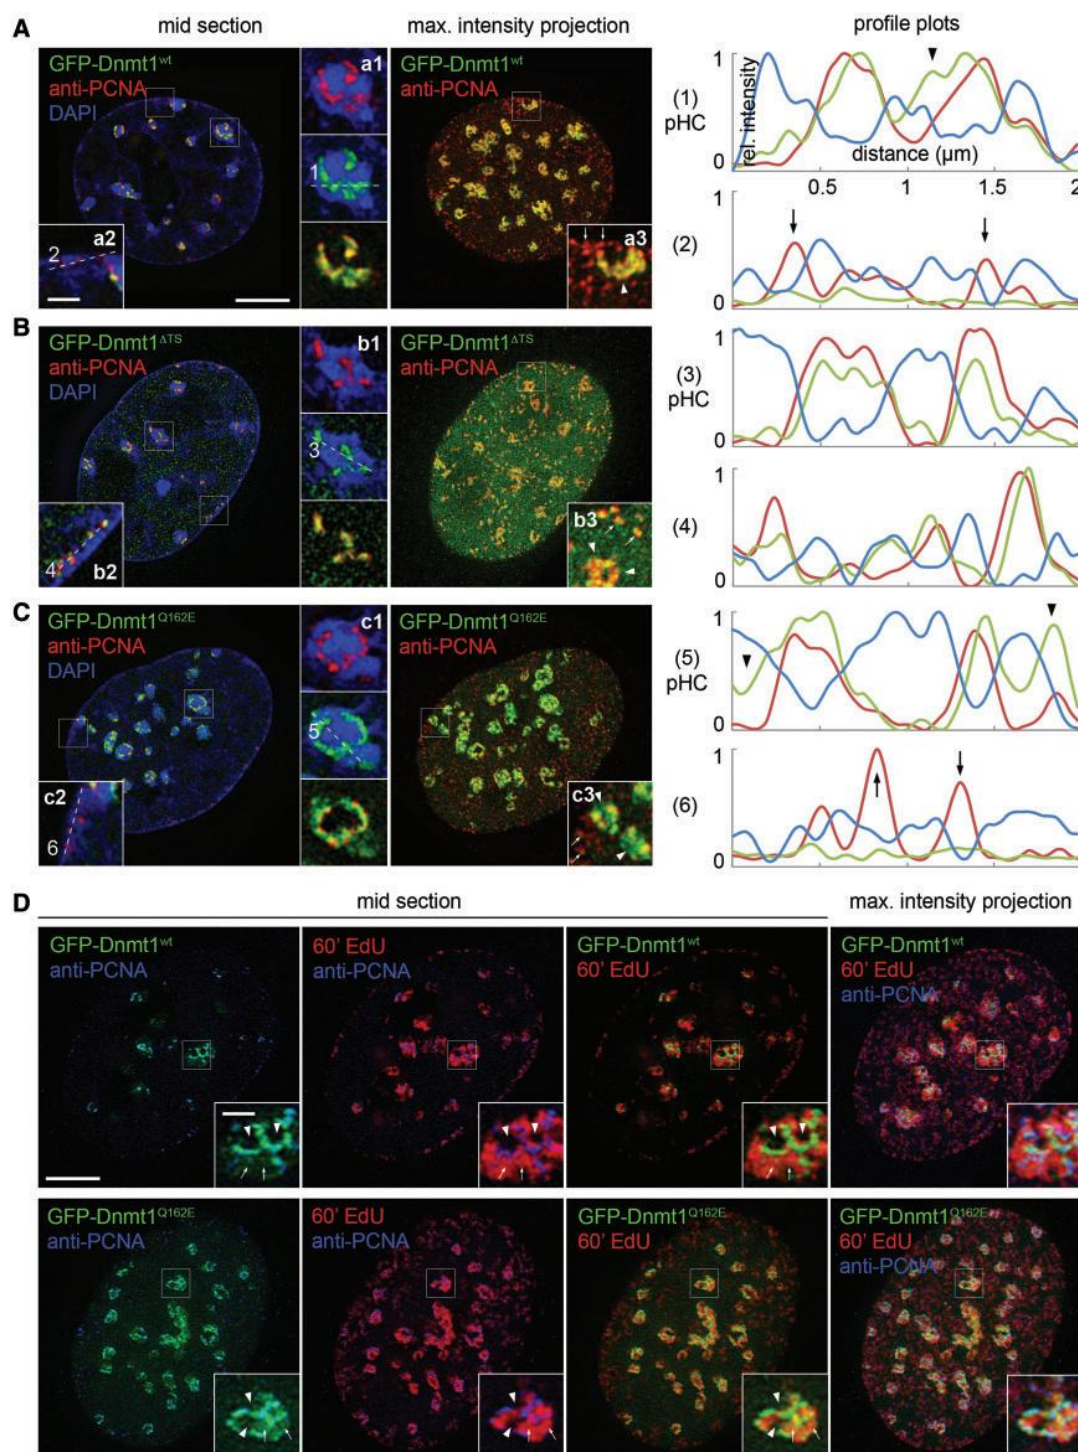 A mid section max. intensity projection profile plots
GFP-Dnmt1wt
anti-PCNA
DAPI
a1
1
a2
2
a3
(1)
pHC
rel. intensity
distance (µm)
1
0
0.5 1 1.5 2
(2)
1
0
B
GFP-Dnmt1ΔTS
anti-PCNA
DAPI
b1
3
b2
4
GFP-Dnmt1ΔTS
anti-PCNA
b3
(3)
pHC
1
0
(4)
1
0
C
GFP-Dnmt1Q162E
anti-PCNA
DAPI
c1
5
c2
6
GFP-Dnmt1Q162E
anti-PCNA
c3
(5)
pHC
1
0
(6)
1
0
D mid section max. intensity projection
GFP-Dnmt1wt 60' EdU GFP-Dnmt1wt GFP-Dnmt1wt
anti-PCNA anti-PCNA 60' EdU 60' EdU
anti-PCNA
GFP-Dnmt1Q162E 60' EdU GFP-Dnmt1Q162E GFP-Dnmt1Q162E
anti-PCNA anti-PCNA 60' EdU 60' EdU
anti-PCNA